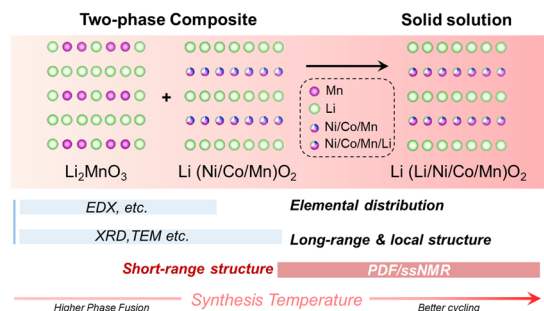 Two-phase Composite
Solid solution
+
Mn
Li
Ni/Co/Mn
Ni/Co/Mn/Li
Li₂MnO₃
Li (Ni/Co/Mn)O₂
Li (Li/Ni/Co/Mn)O₂
EDX, etc.
Elemental distribution
XRD,TEM etc.
Long-range & local structure
Short-range structure
PDF/ssNMR
Higher Phase Fusion
Synthesis Temperature
Better cycling